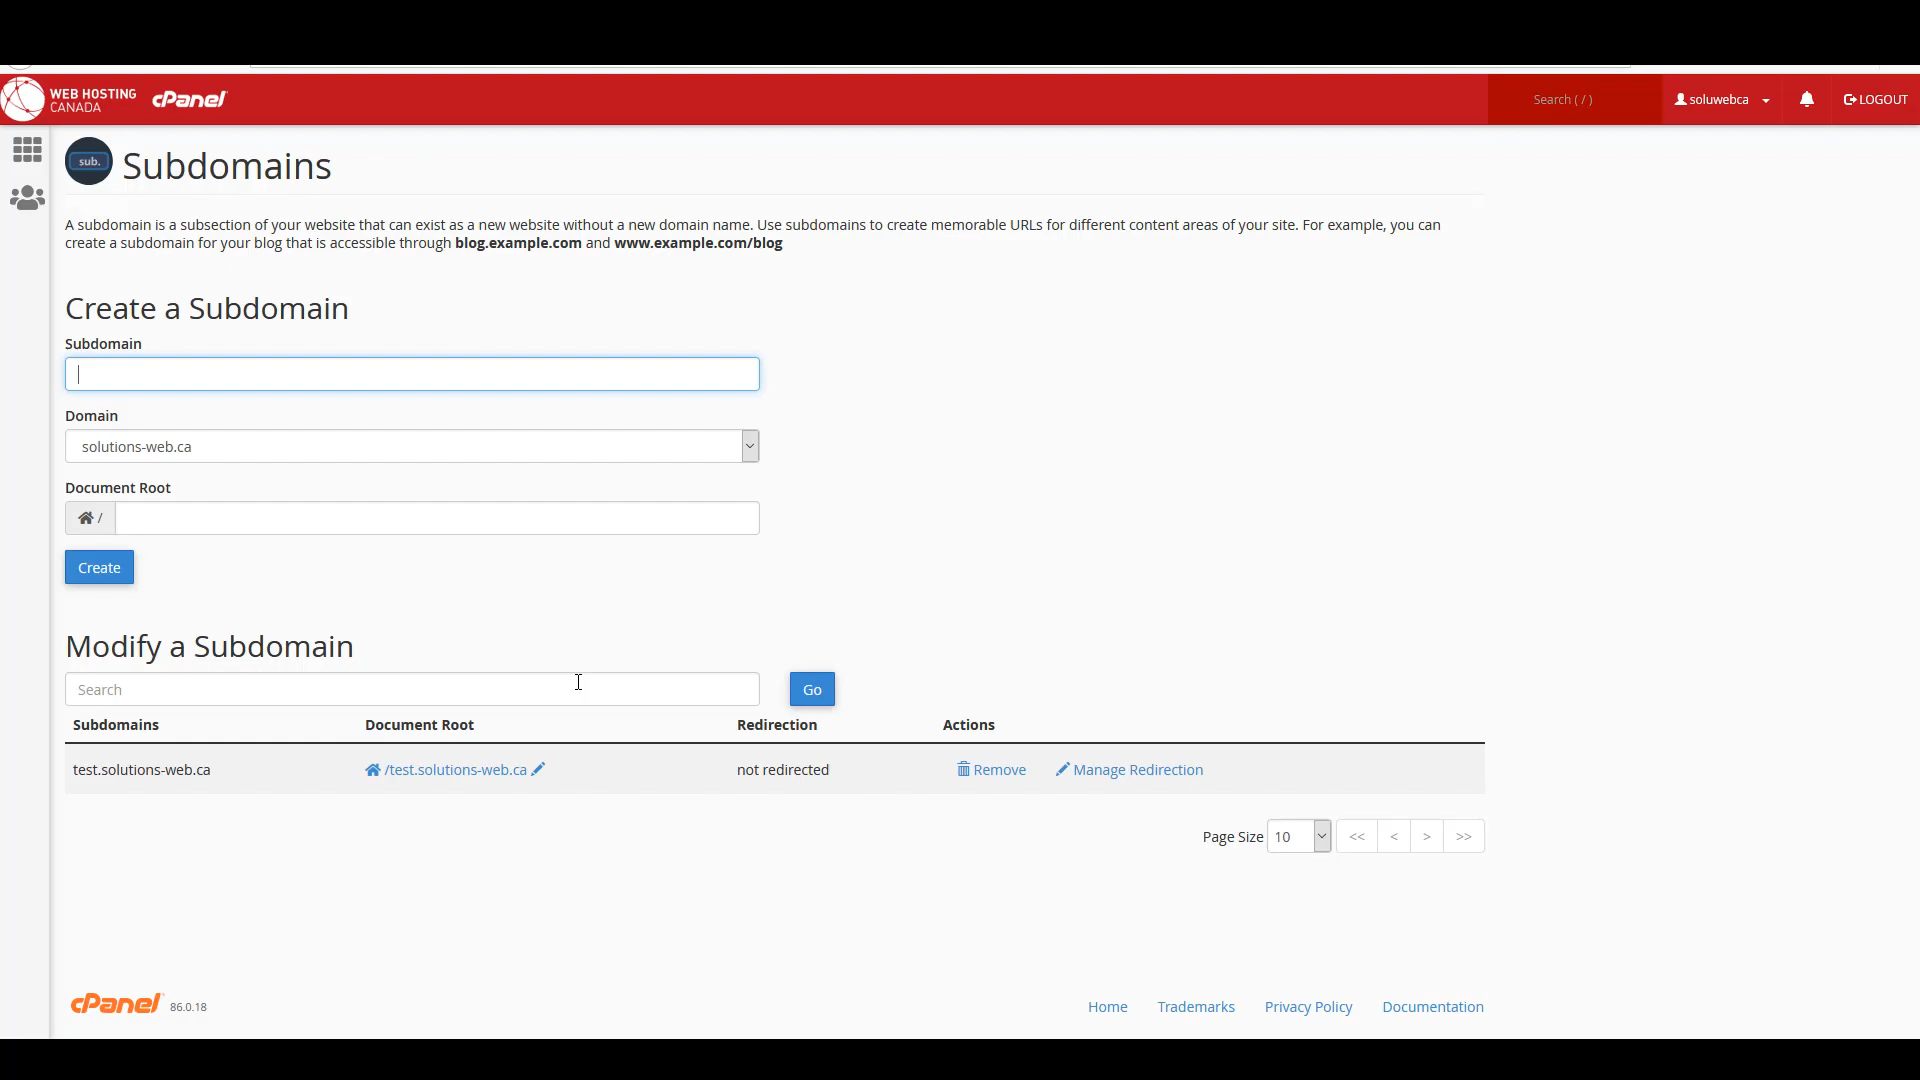 WEB HOSTING
CANADA
cPanel
Search ( / )
soluwebca
LOGOUT
sub.
Subdomains
A subdomain is a subsection of your website that can exist as a new website without a new domain name. Use subdomains to create memorable URLs for different content areas of your site. For example, you can
create a subdomain for your blog that is accessible through blog.example.com and www.example.com/blog
Create a Subdomain
Subdomain
Domain
solutions-web.ca
Document Root
/
Create
Modify a Subdomain
Search
Go
Subdomains Document Root Redirection Actions
test.solutions-web.ca /test.solutions-web.ca not redirected Remove Manage Redirection
Page Size 10 << < > >>
cPanel 86.0.18
Home Trademarks Privacy Policy Documentation